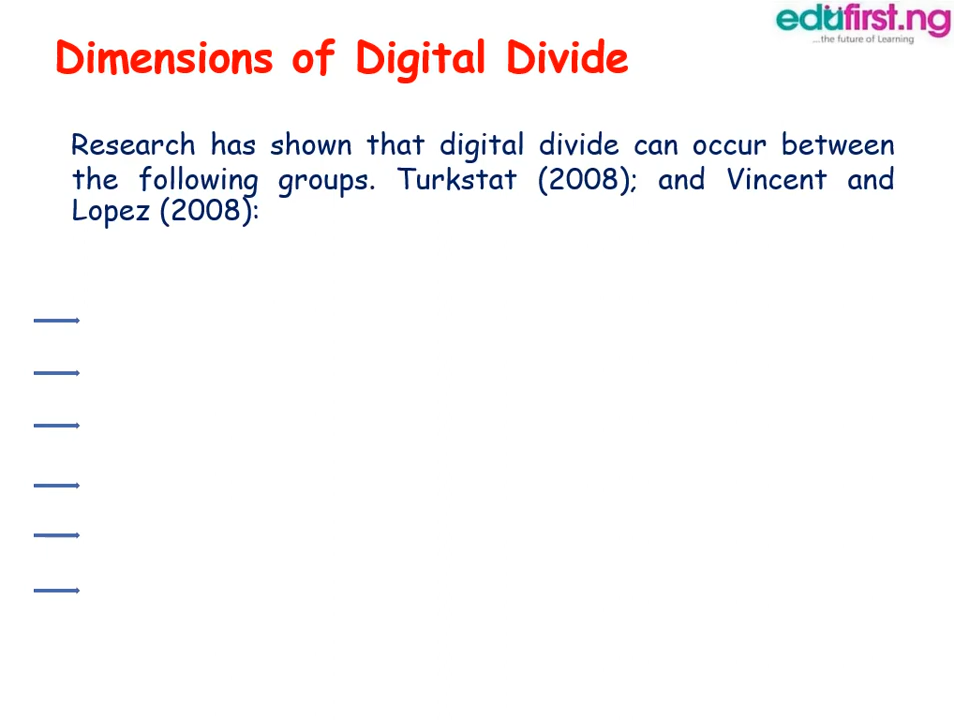 edufirst.ng
...the future of Learning
Dimensions of Digital Divide
Research has shown that digital divide can occur between
the following groups. Turkstat (2008); and Vincent and
Lopez (2008):